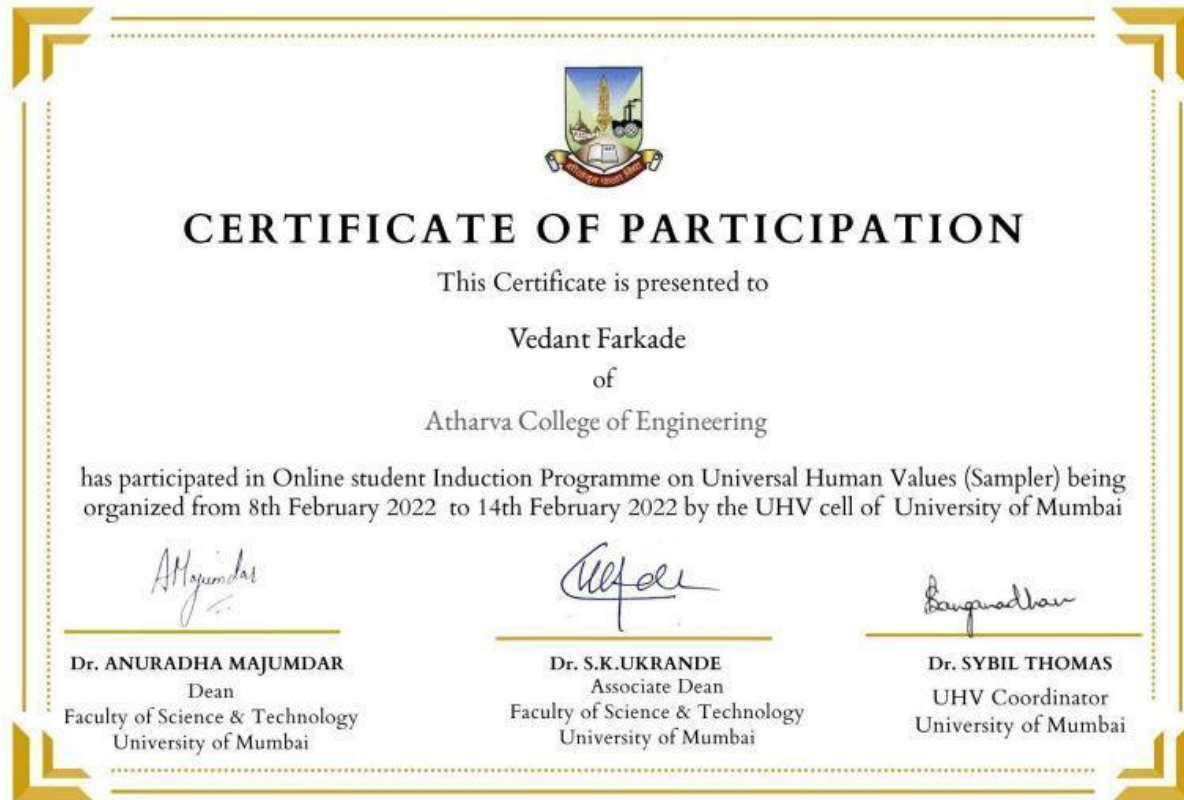 CERTIFICATE OF PARTICIPATION
This Certificate is presented to
Vedant Farkade
of
Atharva College of Engineering
has participated in Online student Induction Programme on Universal Human Values (Sampler) being
organized from 8th February 2022 to 14th February 2022 by the UHV cell of University of Mumbai
AMajumdar
Dr. ANURADHA MAJUMDAR
Dean
Faculty of Science & Technology
University of Mumbai
Dr. S.K.UKRANDE
Associate Dean
Faculty of Science & Technology
University of Mumbai
Dr. SYBIL THOMAS
UHV Coordinator
University of Mumbai